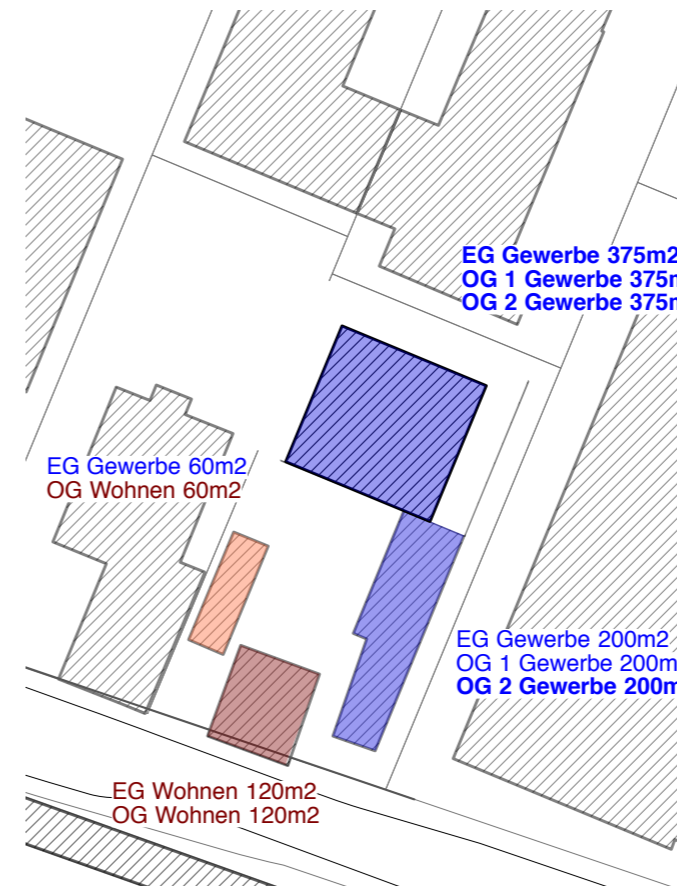 EG Gewerbe 375m2
OG 1 Gewerbe 375m
OG 2 Gewerbe 375m
EG Gewerbe 60m2
OG Wohnen 60m2
EG Gewerbe 200m2
OG 1 Gewerbe 200m
OG 2 Gewerbe 200m
EG Wohnen 120m2
OG Wohnen 120m2